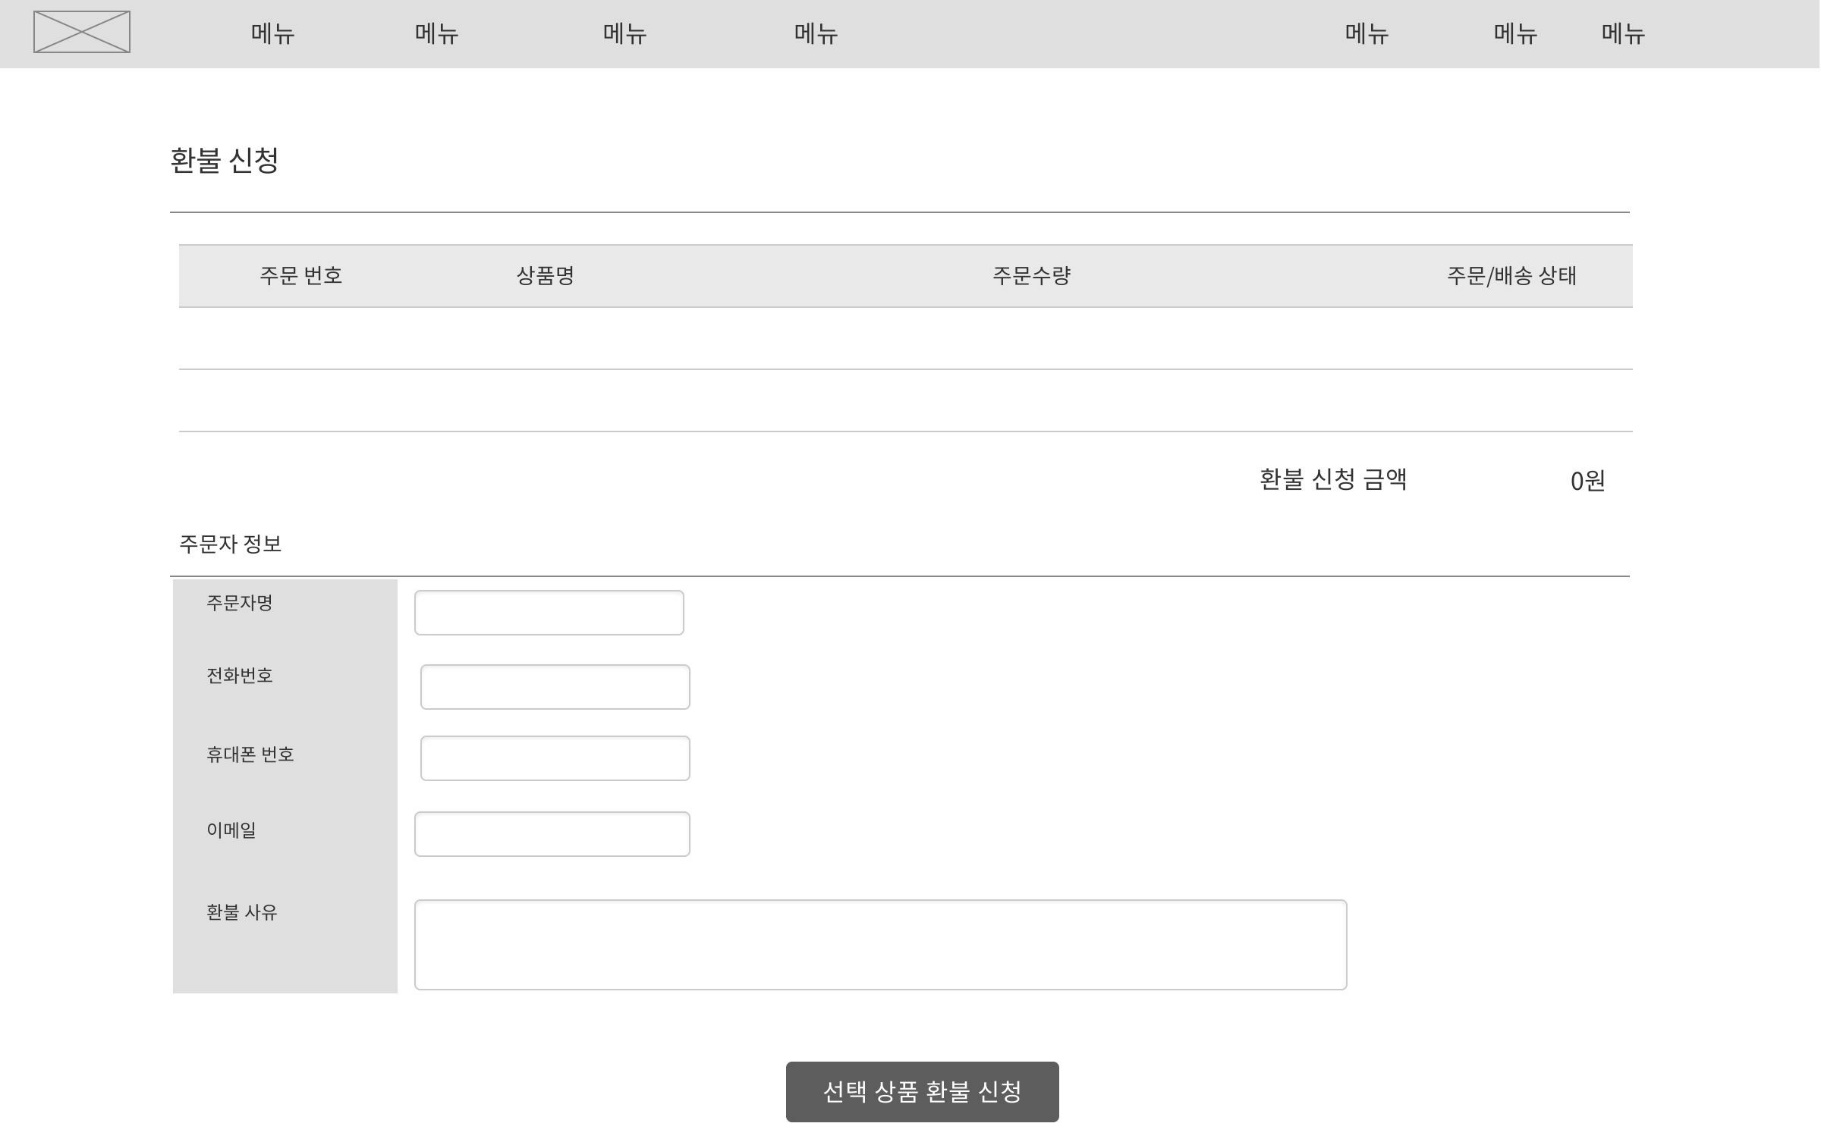 메뉴 메뉴 메뉴 메뉴 메뉴 메뉴 메뉴
환불 신청
주문 번호 상품명 주문수량 주문/배송 상태
환불 신청 금액 0원
주문자 정보
주문자명
전화번호
휴대폰 번호
이메일
환불 사유
선택 상품 환불 신청